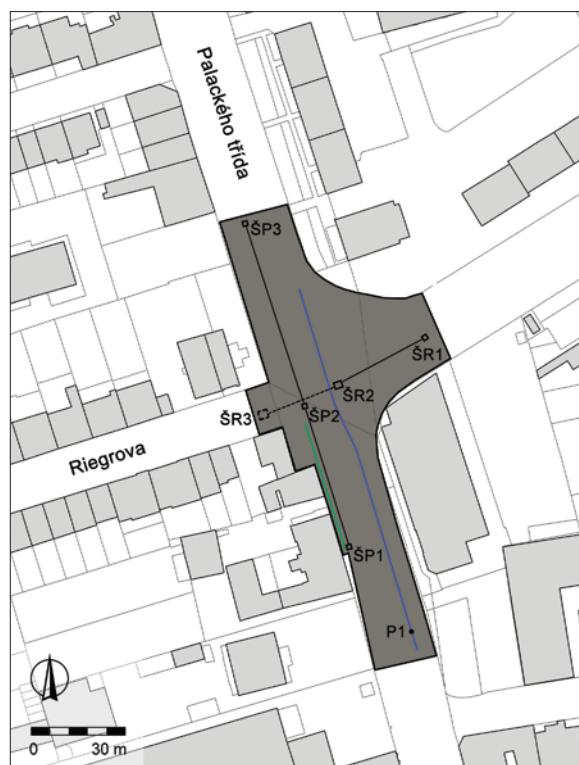 Palackého třída
ŠP3
ŠR1
ŠR2
ŠR3
ŠP2
Riegrova
ŠP1
P1
0 30 m